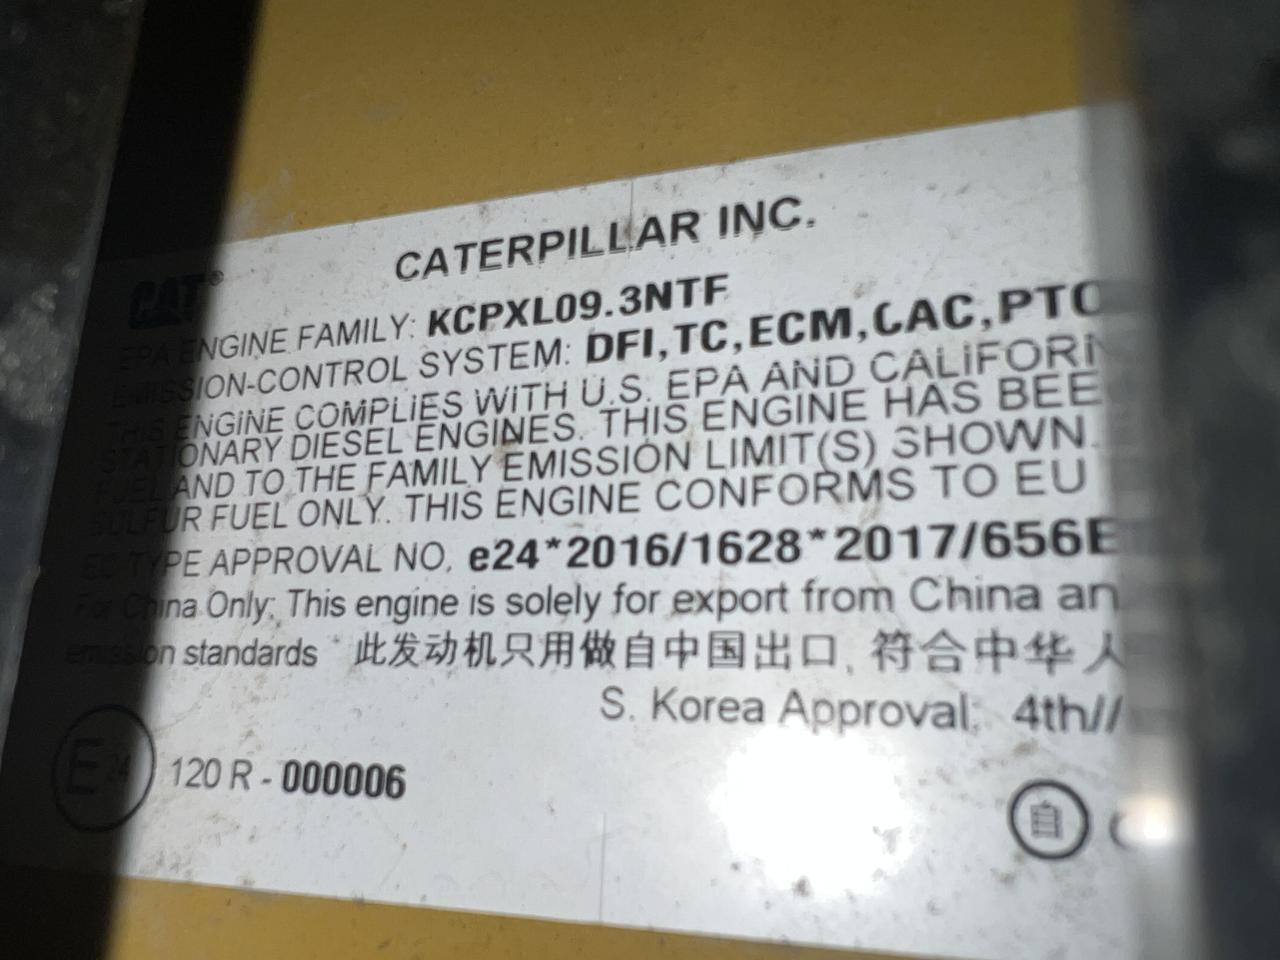 CATERPILLAR INC.
CAT®
EPA ENGINE FAMILY: KCPXL09.3NTF
EMISSION-CONTROL SYSTEM: DFI,TC,ECM,CAC,PTO
THIS ENGINE COMPLIES WITH U.S. EPA AND CALIFORN
STATIONARY DIESEL ENGINES. THIS ENGINE HAS BEE
FUEL AND TO THE FAMILY EMISSION LIMIT(S) SHOWN.
SULFUR FUEL ONLY. THIS ENGINE CONFORMS TO EU
EC TYPE APPROVAL NO. e24*2016/1628*2017/656E
For China Only: This engine is solely for export from China an
emission standards 此发动机只用做自中国出口, 符合中华人
S. Korea Approval: 4th//
E24 120 R - 000006